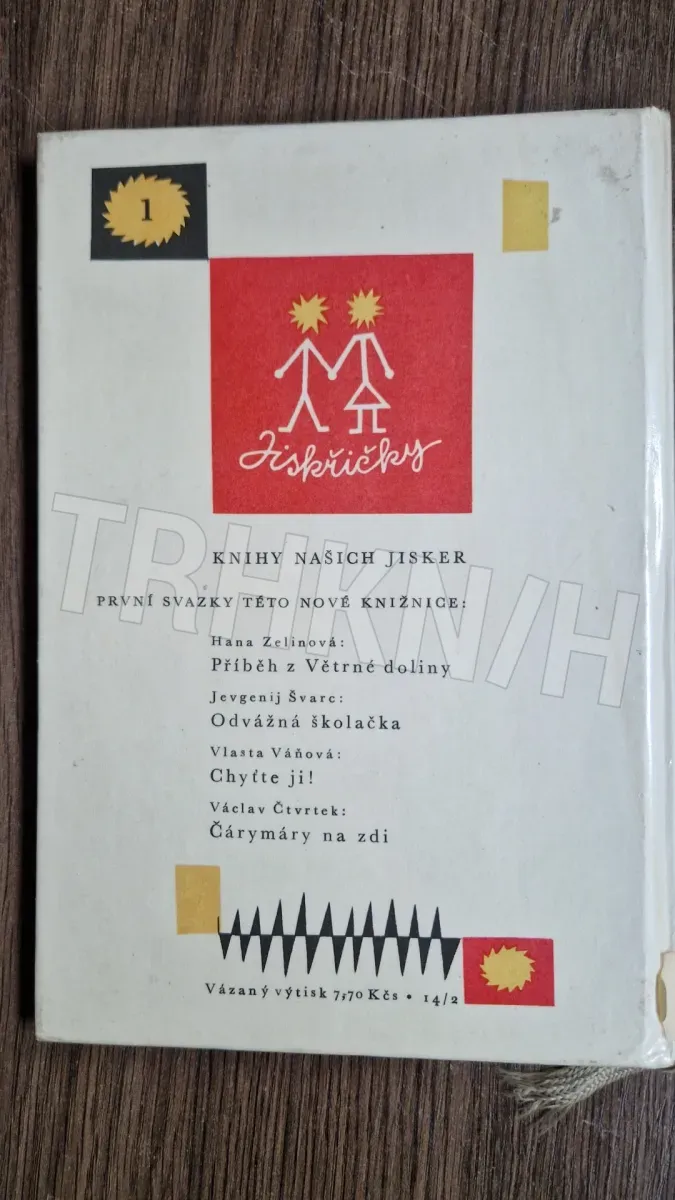 1
Jiskřičky
KNIHY NAŠICH JISKER
PRVNÍ SVAZKY TÉTO NOVÉ KNIŽNICE:
Hana Zelinová:
Příběh z Větrné doliny
Jevgenij Švarc:
Odvážná školačka
Vlasta Váňová:
Chyťte ji!
Václav Čtvrtek:
Čárymáry na zdi
Vázaný výtisk 7,70 Kčs • 14/2
TRHKNIH